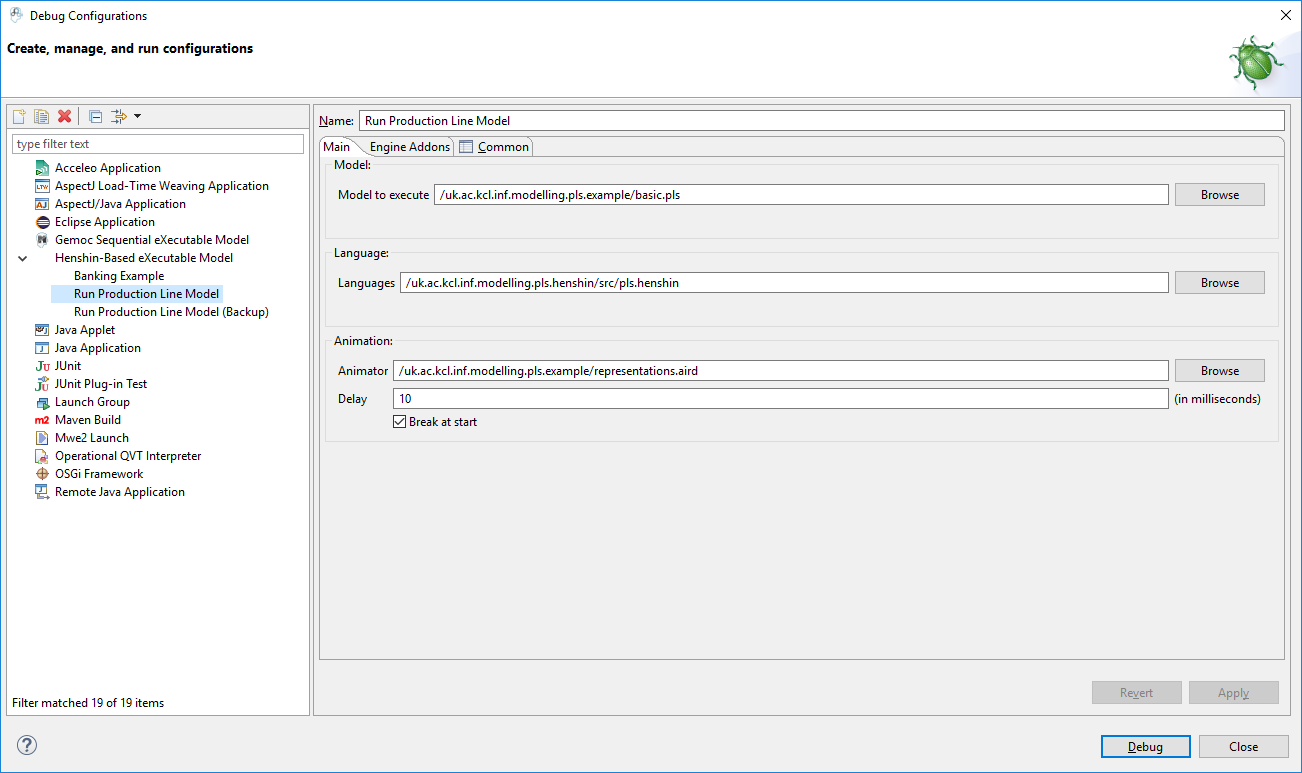 Debug Configurations
Create, manage, and run configurations
type filter text
Acceleo Application
LTW AspectJ Load-Time Weaving Application
AJ AspectJ/Java Application
Eclipse Application
Gemoc Sequential eXecutable Model
Henshin-Based eXecutable Model
Banking Example
Run Production Line Model
Run Production Line Model (Backup)
Java Applet
Java Application
JU JUnit
JUnit Plug-in Test
Launch Group
m2 Maven Build
Mwe2 Launch
Operational QVT Interpreter
OSGi Framework
Remote Java Application
Filter matched 19 of 19 items
Name: Run Production Line Model
Main Engine Addons Common
Model:
Model to execute /uk.ac.kcl.inf.modelling.pls.example/basic.pls Browse
Language:
Languages /uk.ac.kcl.inf.modelling.pls.henshin/src/pls.henshin Browse
Animation:
Animator /uk.ac.kcl.inf.modelling.pls.example/representations.aird Browse
Delay 10 (in milliseconds)
Break at start
Revert Apply
? Debug Close